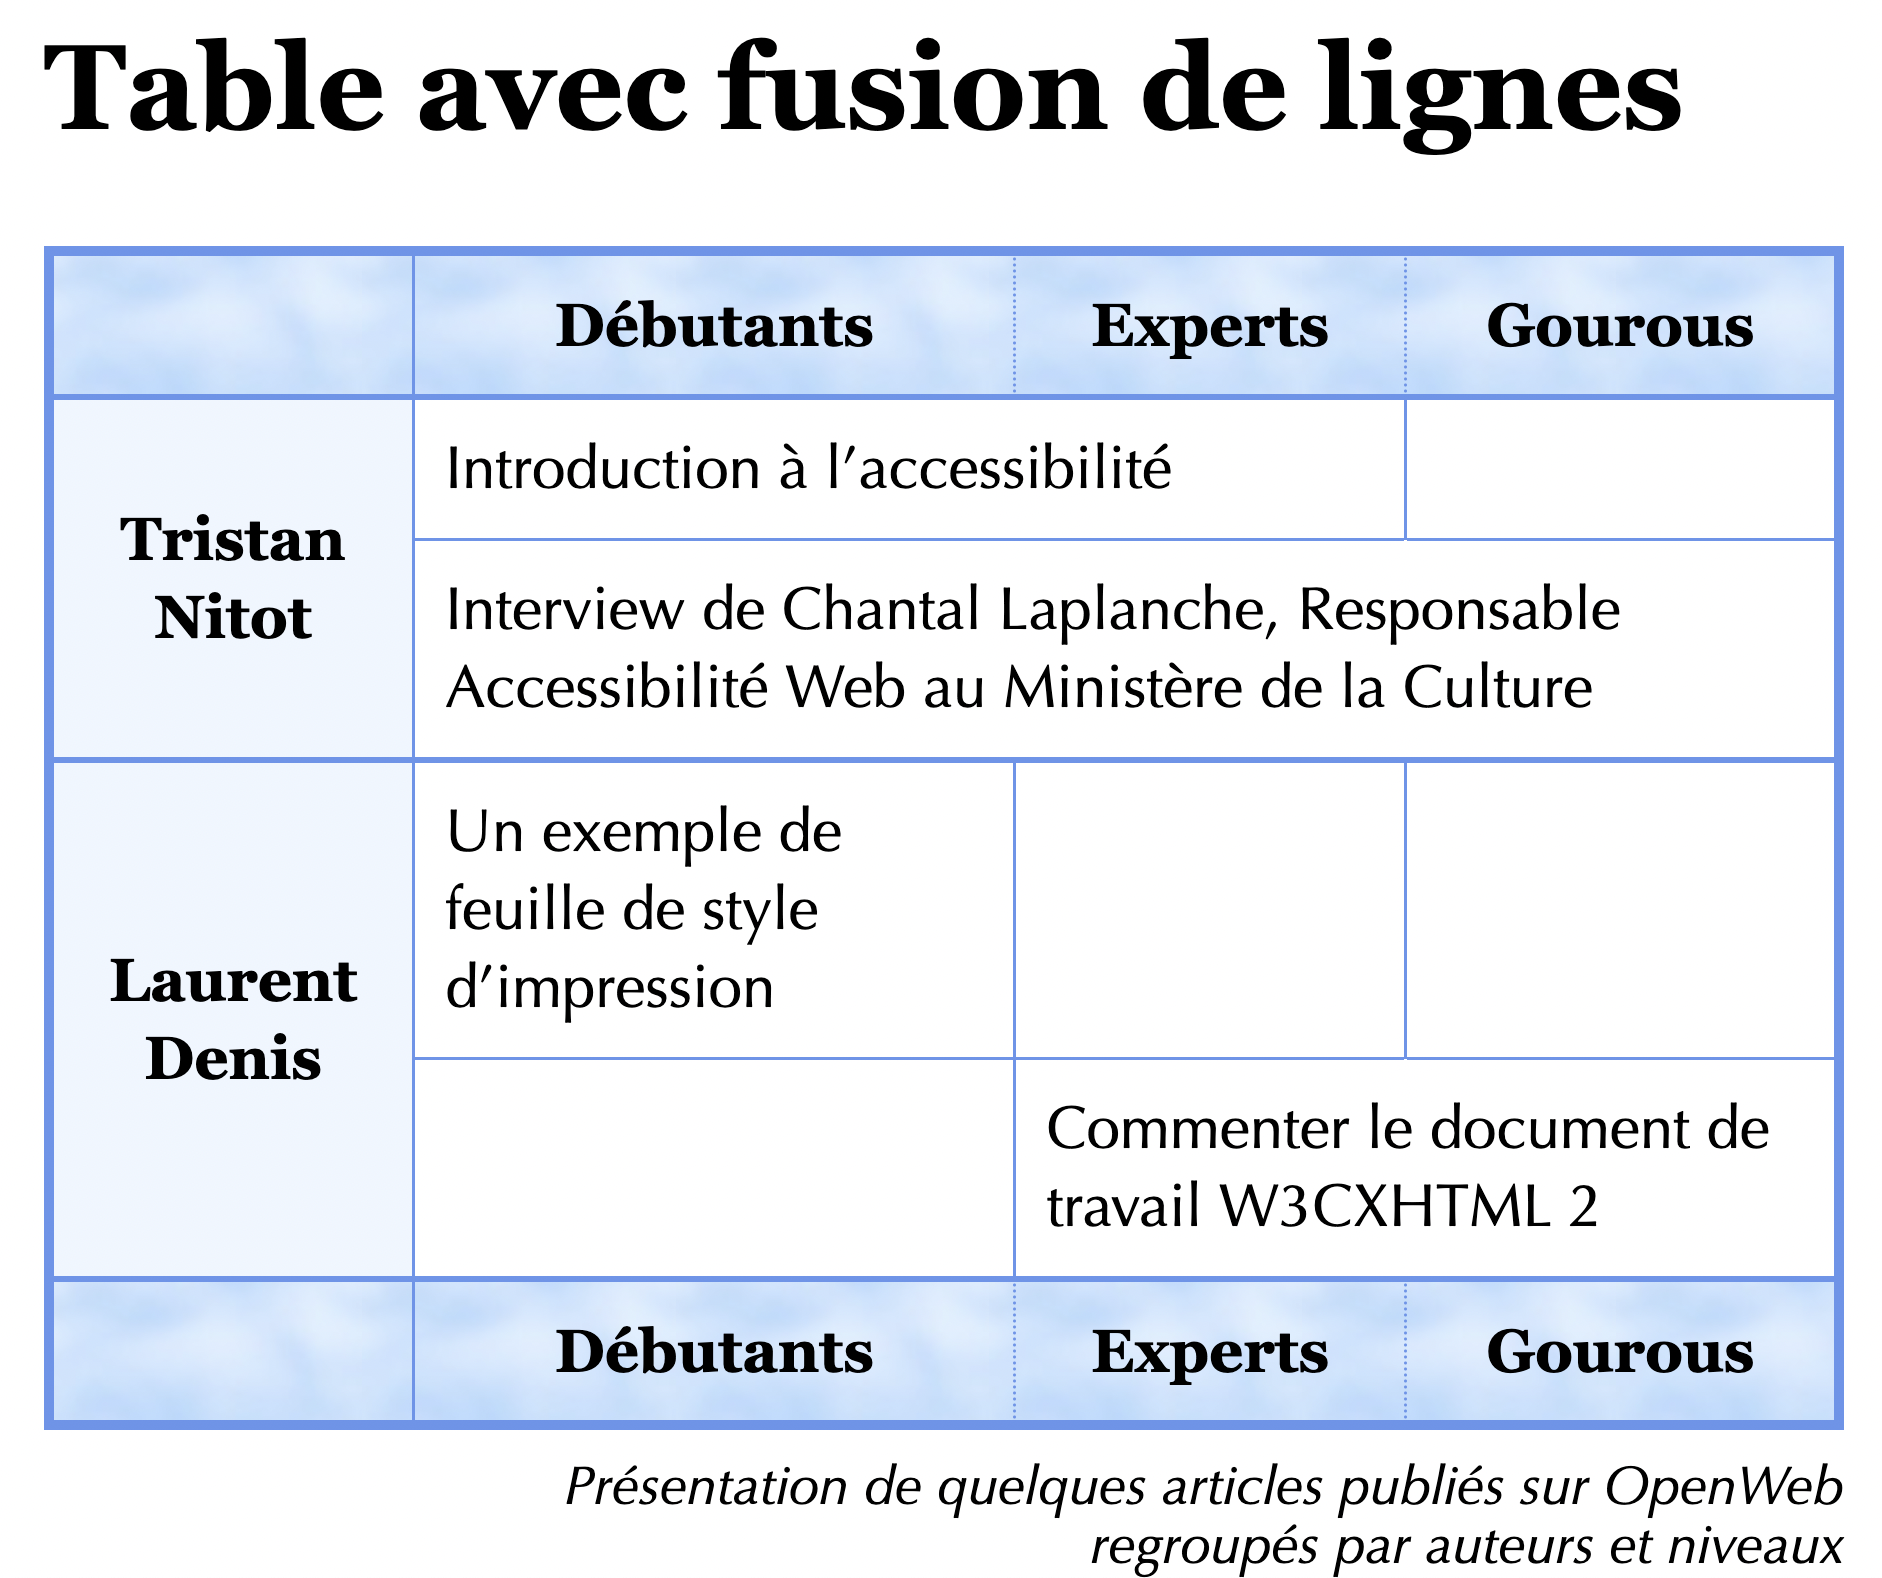 Table avec fusion de lignes
Débutants Experts Gourous
Tristan
Nitot
Introduction à l’accessibilité
Interview de Chantal Laplanche, Responsable
Accessibilité Web au Ministère de la Culture
Laurent
Denis
Un exemple de
feuille de style
d’impression
Commenter le document de
travail W3CXHTML 2
Débutants Experts Gourous
Présentation de quelques articles publiés sur OpenWeb
regroupés par auteurs et niveaux